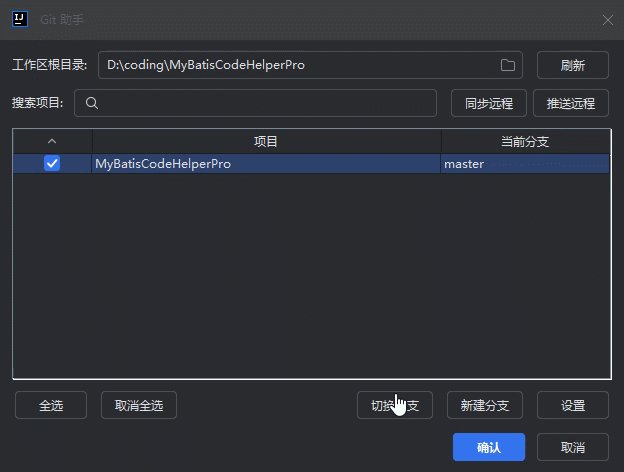 IJ Git 助手
工作区根目录: D:\coding\MyBatisCodeHelperPro 刷新
搜索项目: 同步远程 推送远程
项目 当前分支
MyBatisCodeHelperPro master
全选 取消全选 切换分支 新建分支 设置
确认 取消